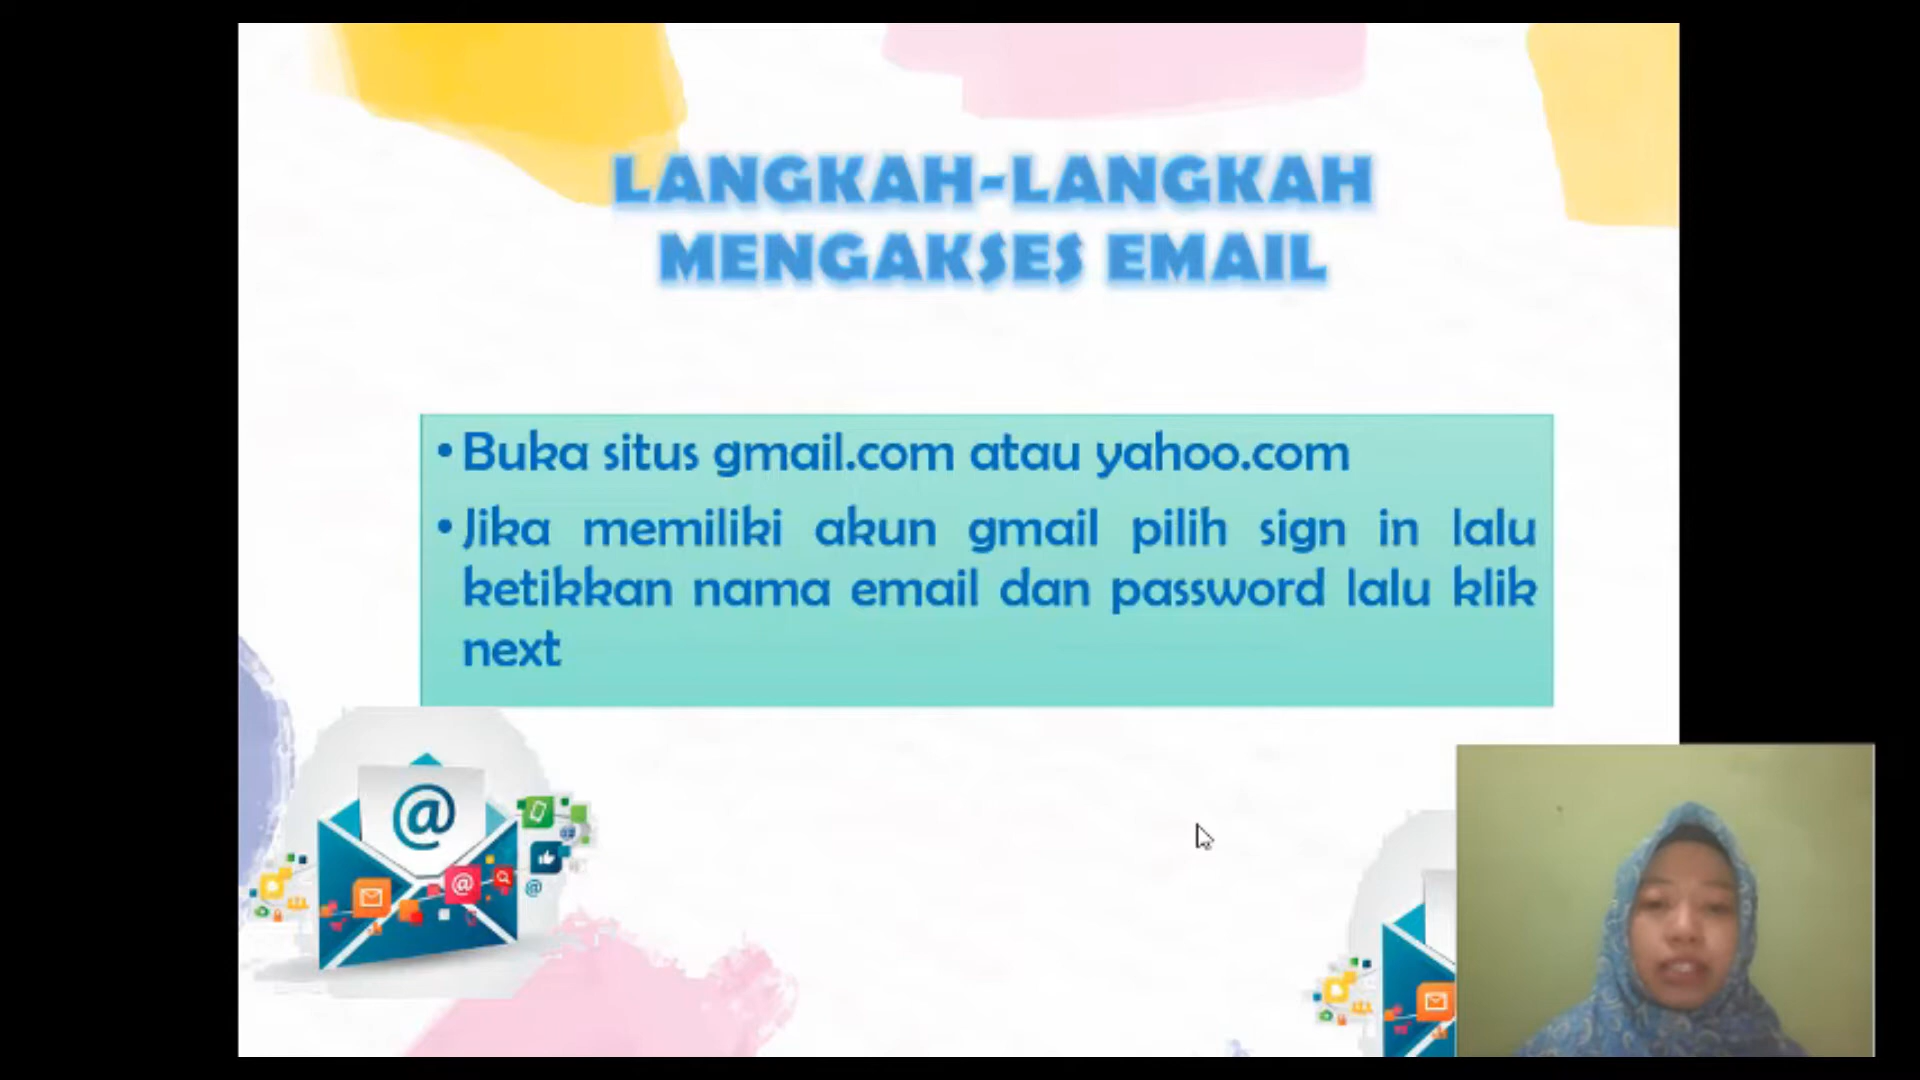 LANGKAH-LANGKAH
MENGAKSES EMAIL
• Buka situs gmail.com atau yahoo.com
• Jika memiliki akun gmail pilih sign in lalu
ketikkan nama email dan password lalu klik
next
@
@
@